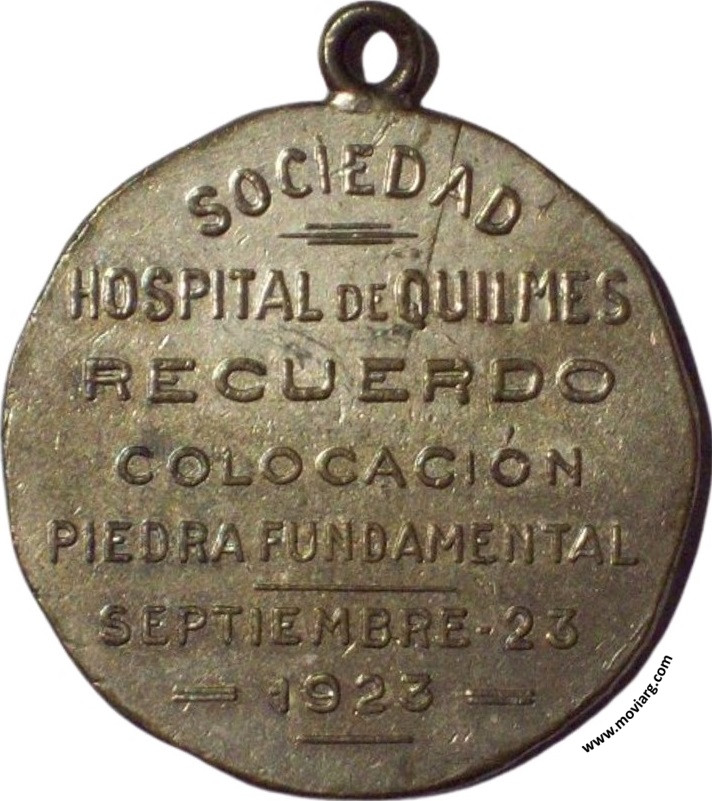 SOCIEDAD
HOSPITAL DE QUILMES
RECUERDO
COLOCACIÓN
PIEDRA FUNDAMENTAL
SEPTIEMBRE - 23
1923
www.moviarg.com